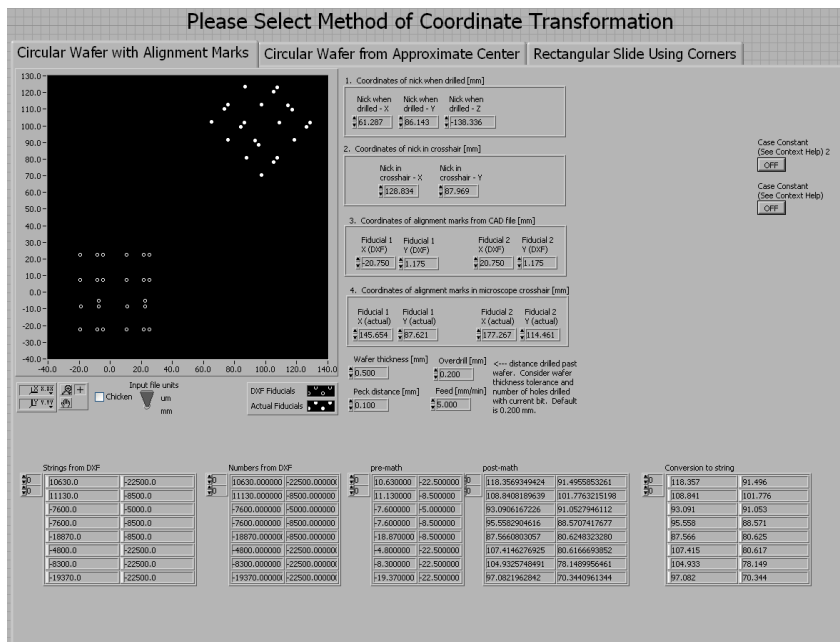 Please Select Method of Coordinate Transformation
Circular Wafer with Alignment Marks
Circular Wafer from Approximate Center
Rectangular Slide Using Corners
130.0
120.0
110.0
100.0
90.0
80.0
70.0
60.0
50.0
40.0
30.0
20.0
10.0
0.0
-10.0
-20.0
-30.0
-40.0
-40.0 -20.0 0.0 20.0 40.0 60.0 80.0 100.0 120.0 140.0
Chicken
Input file units
um
mm
DXF Fiducials
Actual Fiducials
1. Coordinates of nick when drilled [mm]
Nick when drilled - X
Nick when drilled - Y
Nick when drilled - Z
61.287 86.143 -138.336
2. Coordinates of nick in crosshair [mm]
Nick in crosshair - X
Nick in crosshair - Y
128.834 87.969
3. Coordinates of alignment marks from CAD file [mm]
Fiducial 1 X (DXF)
Fiducial 1 Y (DXF)
Fiducial 2 X (DXF)
Fiducial 2 Y (DXF)
-20.750 1.175 20.750 1.175
4. Coordinates of alignment marks in microscope crosshair [mm]
Fiducial 1 X (actual)
Fiducial 1 Y (actual)
Fiducial 2 X (actual)
Fiducial 2 Y (actual)
145.654 87.621 177.267 114.461
Wafer thickness [mm]
0.500
Overdrill [mm]
0.200
Peck distance [mm]
0.100
Feed [mm/min]
5.000
<--- distance drilled past
wafer. Consider wafer
thickness tolerance and
number of holes drilled
with current bit. Default
is 0.200 mm.
Case Constant
(See Context Help) 2
OFF
Case Constant
(See Context Help)
OFF
Strings from DXF
0
0
10630.0 -22500.0
11130.0 -8500.0
-7600.0 -5000.0
-7600.0 -8500.0
-18870.0 -8500.0
-4800.0 -22500.0
-8300.0 -22500.0
-19370.0 -22500.0
Numbers from DXF
0
0
10630.000000 -22500.000000
11130.000000 -8500.000000
-7600.000000 -5000.000000
-7600.000000 -8500.000000
-18870.00000 -8500.000000
-4800.000000 -22500.00000
-8300.000000 -22500.00000
-19370.00000 -22500.00000
pre-math
0
0
10.630000 -22.500000
11.130000 -8.500000
-7.600000 -5.000000
-7.600000 -8.500000
-18.870000 -8.500000
-4.800000 -22.500000
-8.300000 -22.500000
-19.370000 -22.500000
post-math
0
0
118.3569349424 91.4955853261
108.8408189639 101.7763215198
93.0906167226 91.0527946112
95.5582904616 88.5707417677
87.5660803057 80.6248323280
107.4146276925 80.6166693852
104.9325748491 78.1489956461
97.0821962842 70.3440961344
Conversion to string
0
0
118.357 91.496
108.841 101.776
93.091 91.053
95.558 88.571
87.566 80.625
107.415 80.617
104.933 78.149
97.082 70.344